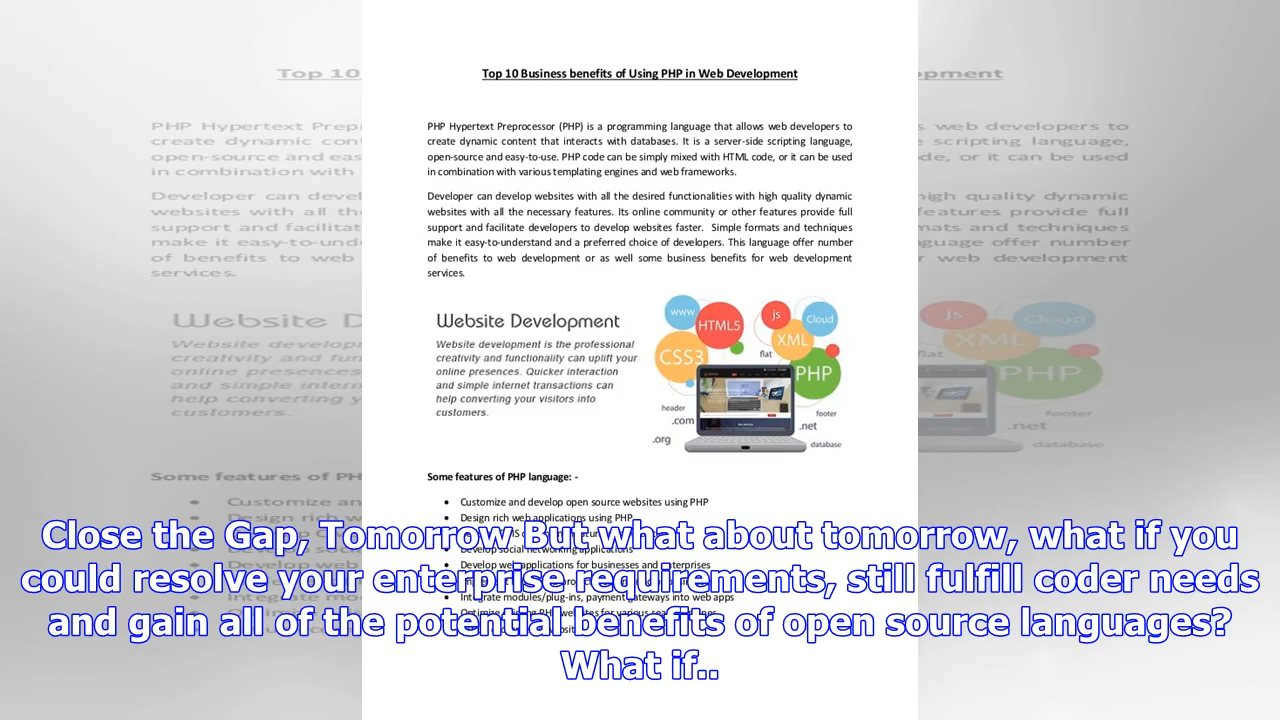 Top 10 Business benefits of Using PHP in Web Development
PHP Hypertext Preprocessor (PHP) is a programming language that allows web developers to
create dynamic content that interacts with databases. It is a server-side scripting language,
open-source and easy-to-use. PHP code can be simply mixed with HTML code, or it can be used
in combination with various templating engines and web frameworks.
Developer can develop websites with all the desired functionalities with high quality dynamic
websites with all the necessary features. Its online community or other features provide full
support and facilitate developers to develop websites faster. Simple formats and techniques
make it easy-to-understand and a preferred choice of developers. This language offer number
of benefits to web development or as well some business benefits for web development
services.
Website Development
Website development is the professional
creativity and functionality can uplift your
online presences. Quicker interaction
and simple internet transactions can
help converting your visitors into
customers.
www
HTML5
js
Cloud
CSS3
flat
XML
PHP
header
.com
.org
footer
.net
database
Some features of PHP language: -
• Customize and develop open source websites using PHP
• Design rich web applications using PHP
• Develop social networking applications
• Develop web applications for businesses and enterprises
• Integrate modules/plug-ins, payment gateways into web apps
Close the Gap, Tomorrow But what about tomorrow, what if you
could resolve your enterprise requirements, still fulfill coder needs
and gain all of the potential benefits of open source languages?
What if..